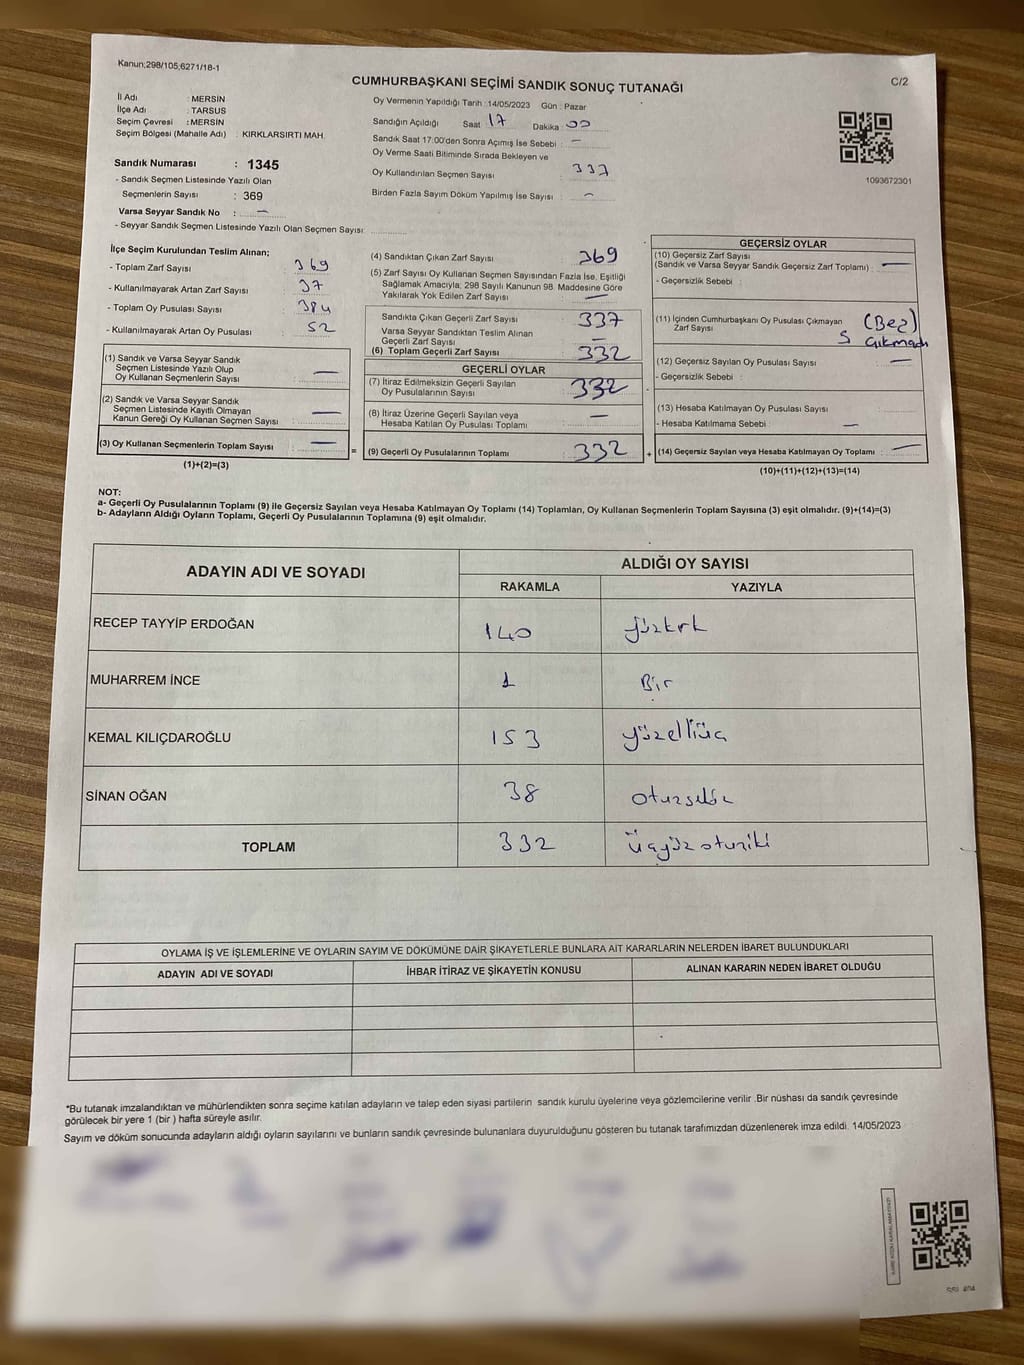 Kanun;298/105;6271/18-1
CUMHURBAŞKANI SEÇİMİ SANDIK SONUÇ TUTANAĞI
C/2
İl Adı : MERSİN
İlçe Adı : TARSUS
Seçim Çevresi : MERSİN
Seçim Bölgesi (Mahalle Adı) : KIRKLARSIRTI MAH.
Sandık Numarası : 1345
- Sandık Seçmen Listesinde Yazılı Olan
Seçmenlerin Sayısı : 369
Varsa Seyyar Sandık No : —
- Seyyar Sandık Seçmen Listesinde Yazılı Olan Seçmen Sayısı:
Oy Vermenin Yapıldığı Tarih :14/05/2023 Gün : Pazar
Sandığın Açıldığı Saat 17 Dakika : 00
Sandık Saat 17:00'den Sonra Açımış İse Sebebi : —
Oy Verme Saati Bitiminde Sırada Bekleyen ve
Oy Kullandırılan Seçmen Sayısı : 337
Birden Fazla Sayım Döküm Yapılmış İse Sayısı : —
1093672301
İlçe Seçim Kurulundan Teslim Alınan;
- Toplam Zarf Sayısı : 369
- Kullanılmayarak Artan Zarf Sayısı : 37
- Toplam Oy Pusulası Sayısı : 384
- Kullanılmayarak Artan Oy Pusulası : 52
(1) Sandık ve Varsa Seyyar Sandık
Seçmen Listesinde Yazılı Olup
Oy Kullanan Seçmenlerin Sayısı : —
(2) Sandık ve Varsa Seyyar Sandık
Seçmen Listesinde Kayıtlı Olmayan
Kanun Gereği Oy Kullanan Seçmen Sayısı : —
(3) Oy Kullanan Seçmenlerin Toplam Sayısı : —
(1)+(2)=(3)
(4) Sandıktan Çıkan Zarf Sayısı : 369
(5) Zarf Sayısı Oy Kullanan Seçmen Sayısından Fazla İse, Eşitliği
Sağlamak Amacıyla; 298 Sayılı Kanunun 98. Maddesine Göre
Yakılarak Yok Edilen Zarf Sayısı : —
Sandıkta Çıkan Geçerli Zarf Sayısı : 337
Varsa Seyyar Sandıktan Teslim Alınan
Geçerli Zarf Sayısı : —
(6) Toplam Geçerli Zarf Sayısı : 332
GEÇERLİ OYLAR
(7) İtiraz Edilmeksizin Geçerli Sayılan
Oy Pusulalarının Sayısı : 332
(8) İtiraz Üzerine Geçerli Sayılan veya
Hesaba Katılan Oy Pusulası Toplamı : —
= (9) Geçerli Oy Pusulalarının Toplamı : 332
GEÇERSİZ OYLAR
(10) Geçersiz Zarf Sayısı
(Sandık ve Varsa Seyyar Sandık Geçersiz Zarf Toplamı) : —
- Geçersizlik Sebebi :
(11) İçinden Cumhurbaşkanı Oy Pusulası Çıkmayan
Zarf Sayısı : 5 (Beş) Çıkmadı
(12) Geçersiz Sayılan Oy Pusulası Sayısı : —
- Geçersizlik Sebebi :
(13) Hesaba Katılmayan Oy Pusulası Sayısı :
- Hesaba Katılmama Sebebi : —
+ (14) Geçersiz Sayılan veya Hesaba Katılmayan Oy Toplamı : —
(10)+(11)+(12)+(13)=(14)
NOT:
a- Geçerli Oy Pusulalarının Toplamı (9) ile Geçersiz Sayılan veya Hesaba Katılmayan Oy Toplamı (14) Toplamları, Oy Kullanan Seçmenlerin Toplam Sayısına (3) eşit olmalıdır. (9)+(14)=(3)
b- Adayların Aldığı Oyların Toplamı, Geçerli Oy Pusulalarının Toplamına (9) eşit olmalıdır.
ADAYIN ADI VE SOYADI
ALDIĞI OY SAYISI
RAKAMLA YAZIYLA
RECEP TAYYİP ERDOĞAN 140 yüzkırk
MUHARREM İNCE 1 Bir
KEMAL KILIÇDAROĞLU 153 yüzelliüç
SİNAN OĞAN 38 otuzsekiz
TOPLAM 332 üçyüzotuziki
OYLAMA İŞ VE İŞLEMLERİNE VE OYLARIN SAYIM VE DÖKÜMÜNE DAİR ŞİKAYETLERLE BUNLARA AİT KARARLARIN NELERDEN İBARET BULUNDUKLARI
ADAYIN ADI VE SOYADI İHBAR İTİRAZ VE ŞİKAYETİN KONUSU ALINAN KARARIN NEDEN İBARET OLDUĞU
*Bu tutanak imzalandıktan ve mühürlendikten sonra seçime katılan adayların ve talep eden siyasi partilerin sandık kurulu üyelerine veya gözlemcilerine verilir .Bir nüshası da sandık çevresinde
görülecek bir yere 1 (bir ) hafta süreyle asılır.
Sayım ve döküm sonucunda adayların aldığı oyların sayılarını ve bunların sandık çevresinde bulunanlara duyurulduğunu gösteren bu tutanak tarafımızdan düzenlenerek imza edildi. 14/05/2023